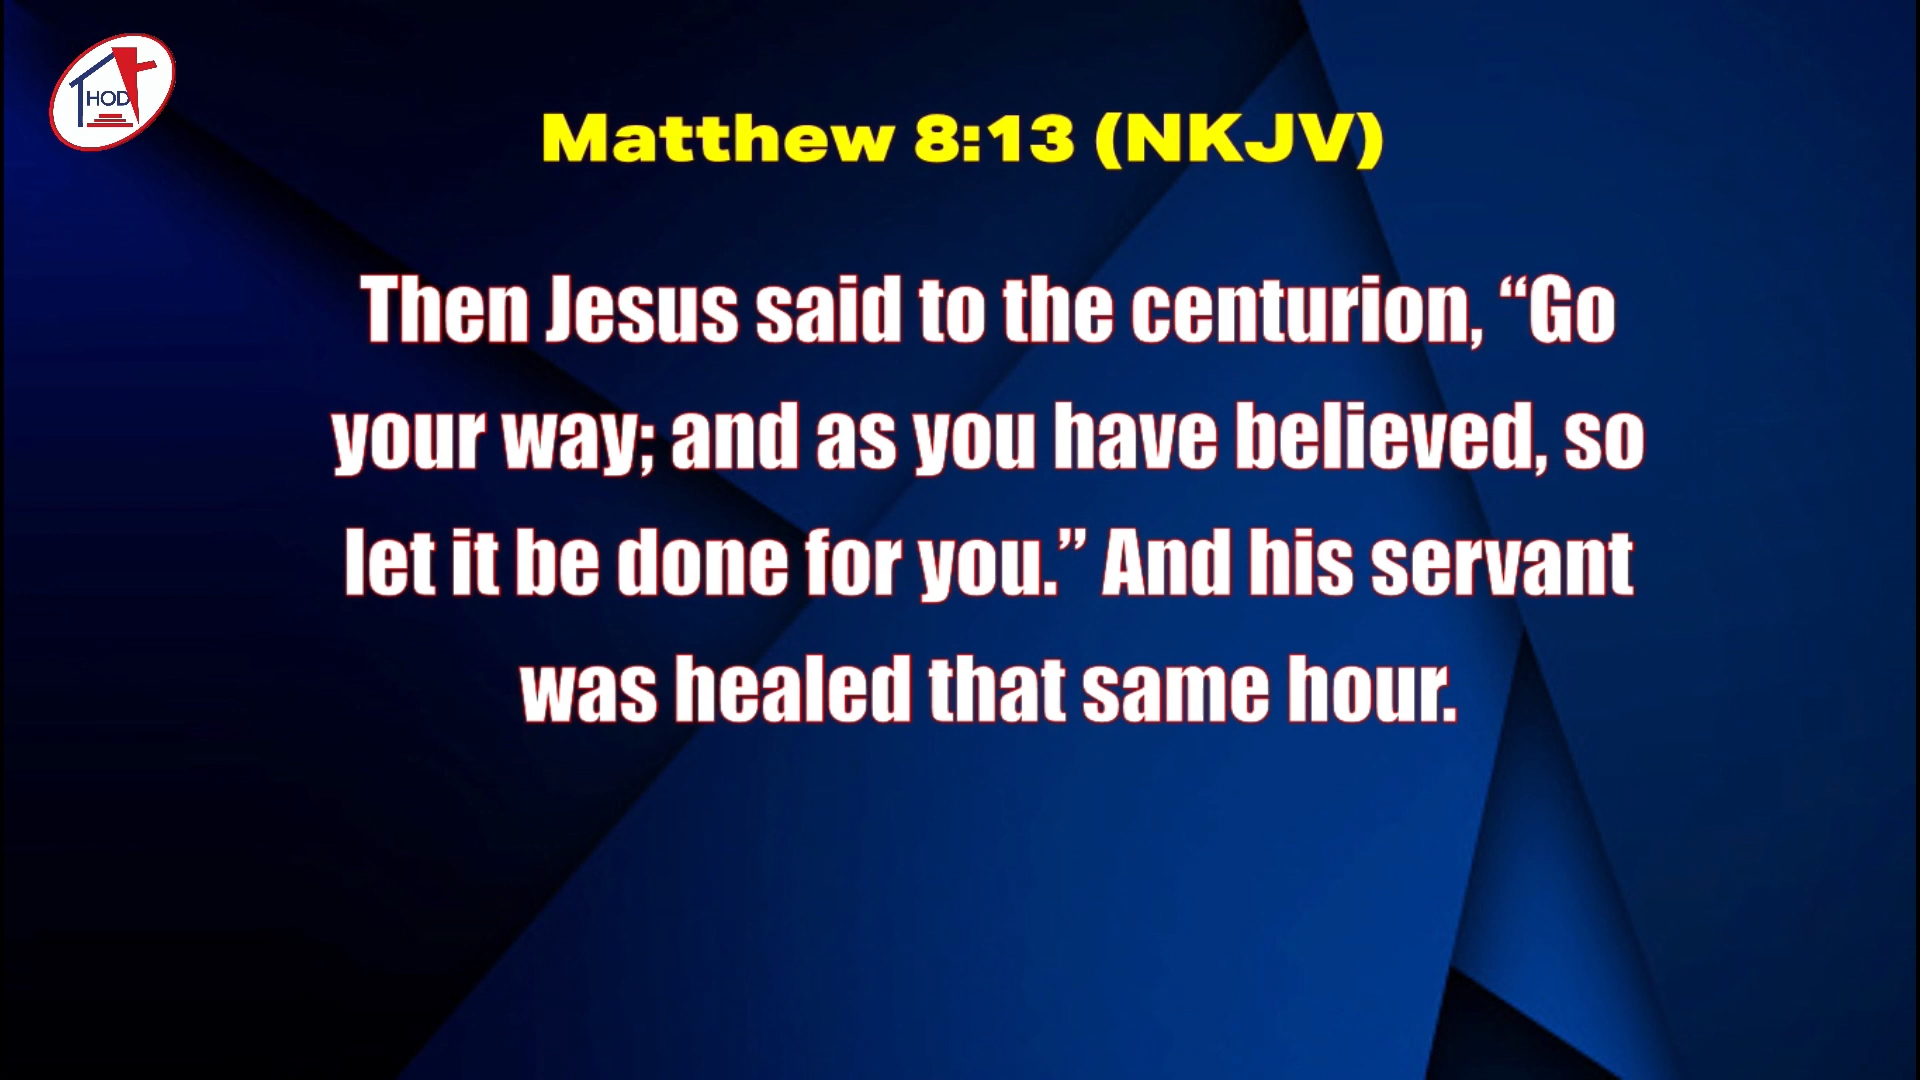 HOD
Matthew 8:13 (NKJV)
Then Jesus said to the centurion, “Go
your way; and as you have believed, so
let it be done for you.” And his servant
was healed that same hour.